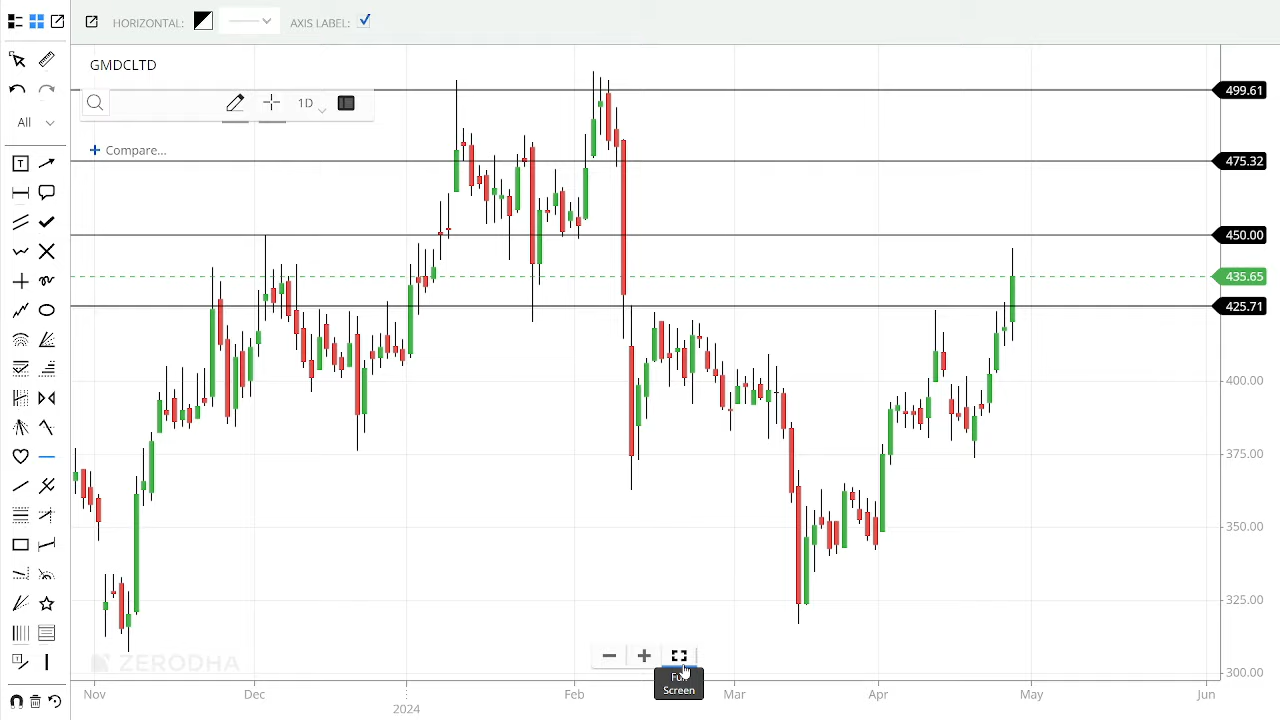 HORIZONTAL:
AXIS LABEL:
GMDCLTD
1D
Compare...
All
T
499.61
475.32
450.00
435.65
425.71
400.00
375.00
350.00
325.00
300.00
ZERODHA
Full
Screen
Nov
Dec
2024
Feb
Mar
Apr
May
Jun